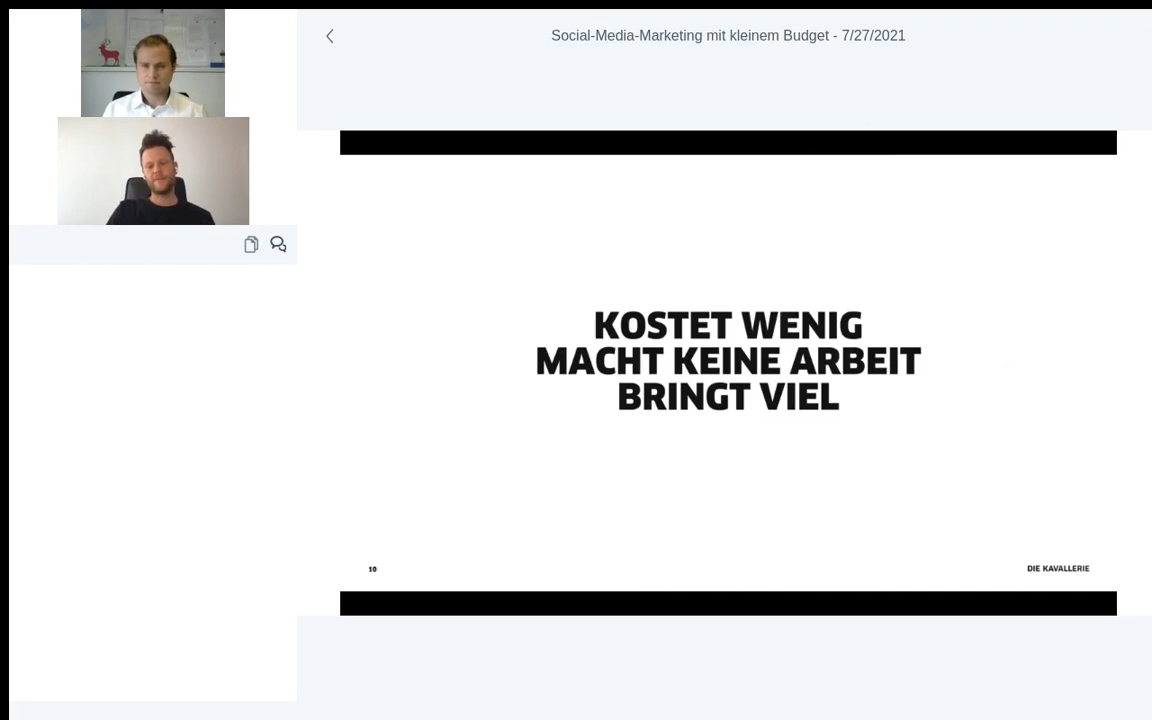 Social-Media-Marketing mit kleinem Budget - 7/27/2021
KOSTET WENIG
MACHT KEINE ARBEIT
BRINGT VIEL
10
DIE KAVALLERIE